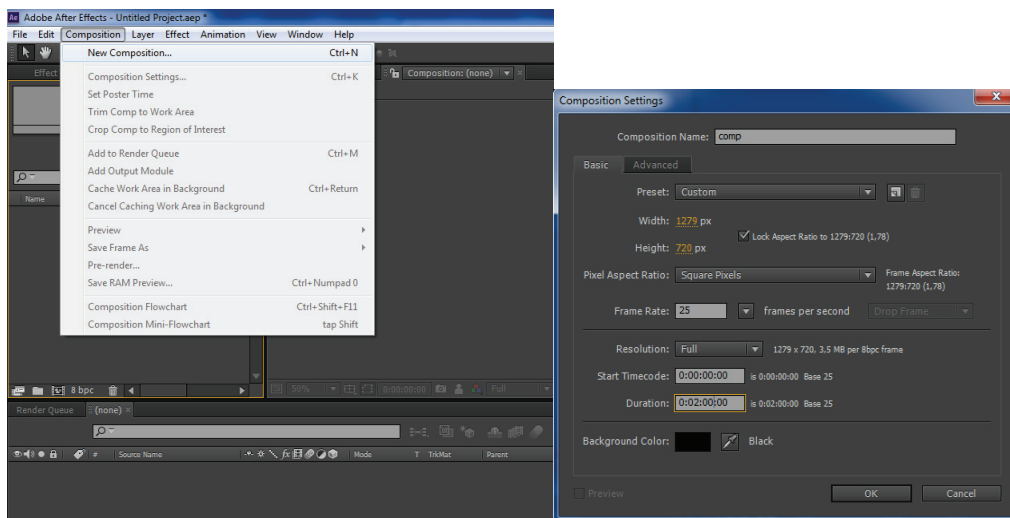 Adobe After Effects - Untitled Project.aep *
File Edit Composition Layer Effect Animation View Window Help
New Composition... Ctrl+N
Composition Settings... Ctrl+K
Set Poster Time
Trim Comp to Work Area
Crop Comp to Region of Interest
Add to Render Queue Ctrl+M
Add Output Module
Cache Work Area in Background Ctrl+Return
Cancel Caching Work Area in Background
Preview
Save Frame As
Pre-render...
Save RAM Preview... Ctrl+Numpad 0
Composition Flowchart Ctrl+Shift+F11
Composition Mini-Flowchart tap Shift
Effect
Composition: (none)
Name
8 bpc
50% 0:00:00:00 Full
Render Queue (none)
# Source Name fx Mode T TrkMat Parent
Composition Settings
Composition Name: comp
Basic Advanced
Preset: Custom
Width: 1279 px
Lock Aspect Ratio to 1279:720 (1,78)
Height: 720 px
Pixel Aspect Ratio: Square Pixels
Frame Aspect Ratio:
1279:720 (1,78)
Frame Rate: 25 frames per second Drop Frame
Resolution: Full 1279 x 720, 3,5 MB per 8bpc frame
Start Timecode: 0:00:00:00 is 0:00:00:00 Base 25
Duration: 0:02:00:00 is 0:02:00:00 Base 25
Background Color: Black
Preview OK Cancel